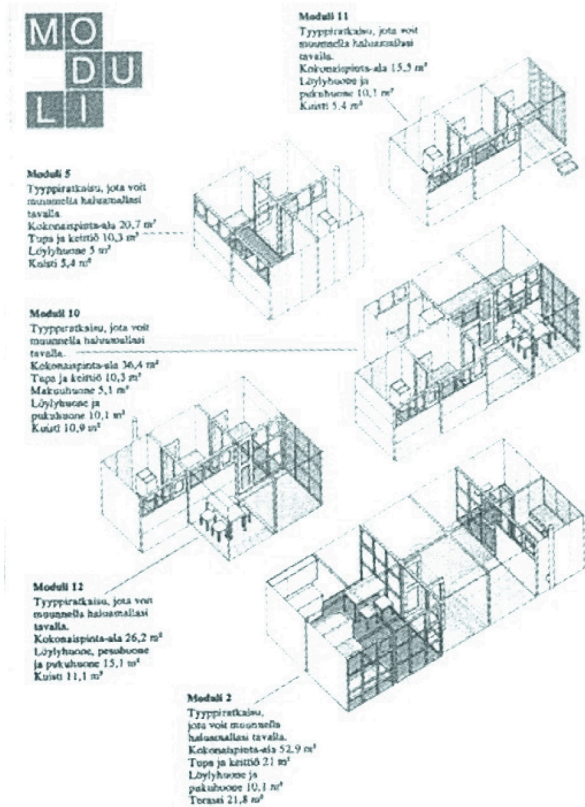 MO
DU
LI
Moduli 11
Tyyppiratkaisu, jota voit
muunnella haluamallasi
tavalla.
Kokonaispinta-ala 15,5 m²
Löylyhuone ja
pukuhuone 10,1 m²
Kuisti 5,4 m²
Moduli 5
Tyyppiratkaisu, jota voit
muunnella haluamallasi
tavalla
Kokonaispinta-ala 20,7 m²
Tupa ja keittiö 10,3 m²
Löylyhuone 5 m²
Kuisti 5,4 m²
Moduli 10
Tyyppiratkaisu, jota voit
muunnella haluamallasi
tavalla.
Kokonaispinta-ala 36,4 m²
Tupa ja keittiö 10,3 m²
Makuuhuone 5,1 m²
Löylyhuone ja
pukuhuone 10,1 m²
Kuisti 10,9 m²
Moduli 12
Tyyppiratkaisu, jota voit
muunnella haluamallasi
tavalla.
Kokonaispinta-ala 26,2 m²
Löylyhuone, pesuhuone
ja pukuhuone 15,1 m²
Kuisti 11,1 m²
Moduli 2
Tyyppiratkaisu,
jota voit muunnella
haluamallasi tavalla.
Kokonaispinta-ala 52,9 m²
Tupa ja keittiö 21 m²
Löylyhuone ja
pukuhuone 10,1 m²
Terassi 21,8 m²